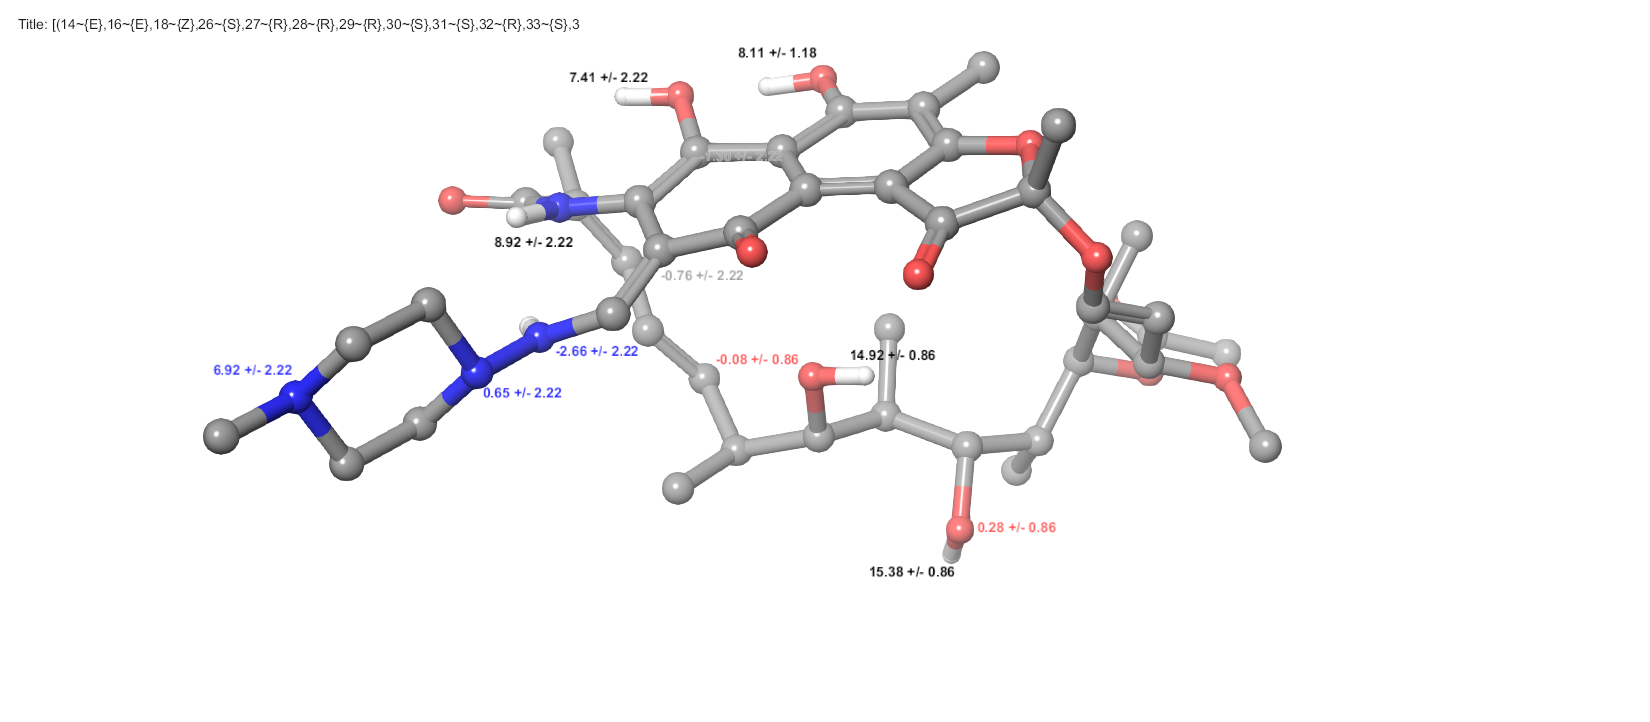 Title: [(14~{E},16~{E},18~{Z},26~{S},27~{R},28~{R},29~{R},30~{S},31~{S},32~{R},33~{S},3
8.11 +/- 1.18
7.41 +/- 2.22
8.92 +/- 2.22
-0.76 +/- 2.22
-2.66 +/- 2.22
-0.08 +/- 0.86
14.92 +/- 0.86
6.92 +/- 2.22
0.65 +/- 2.22
0.28 +/- 0.86
15.38 +/- 0.86